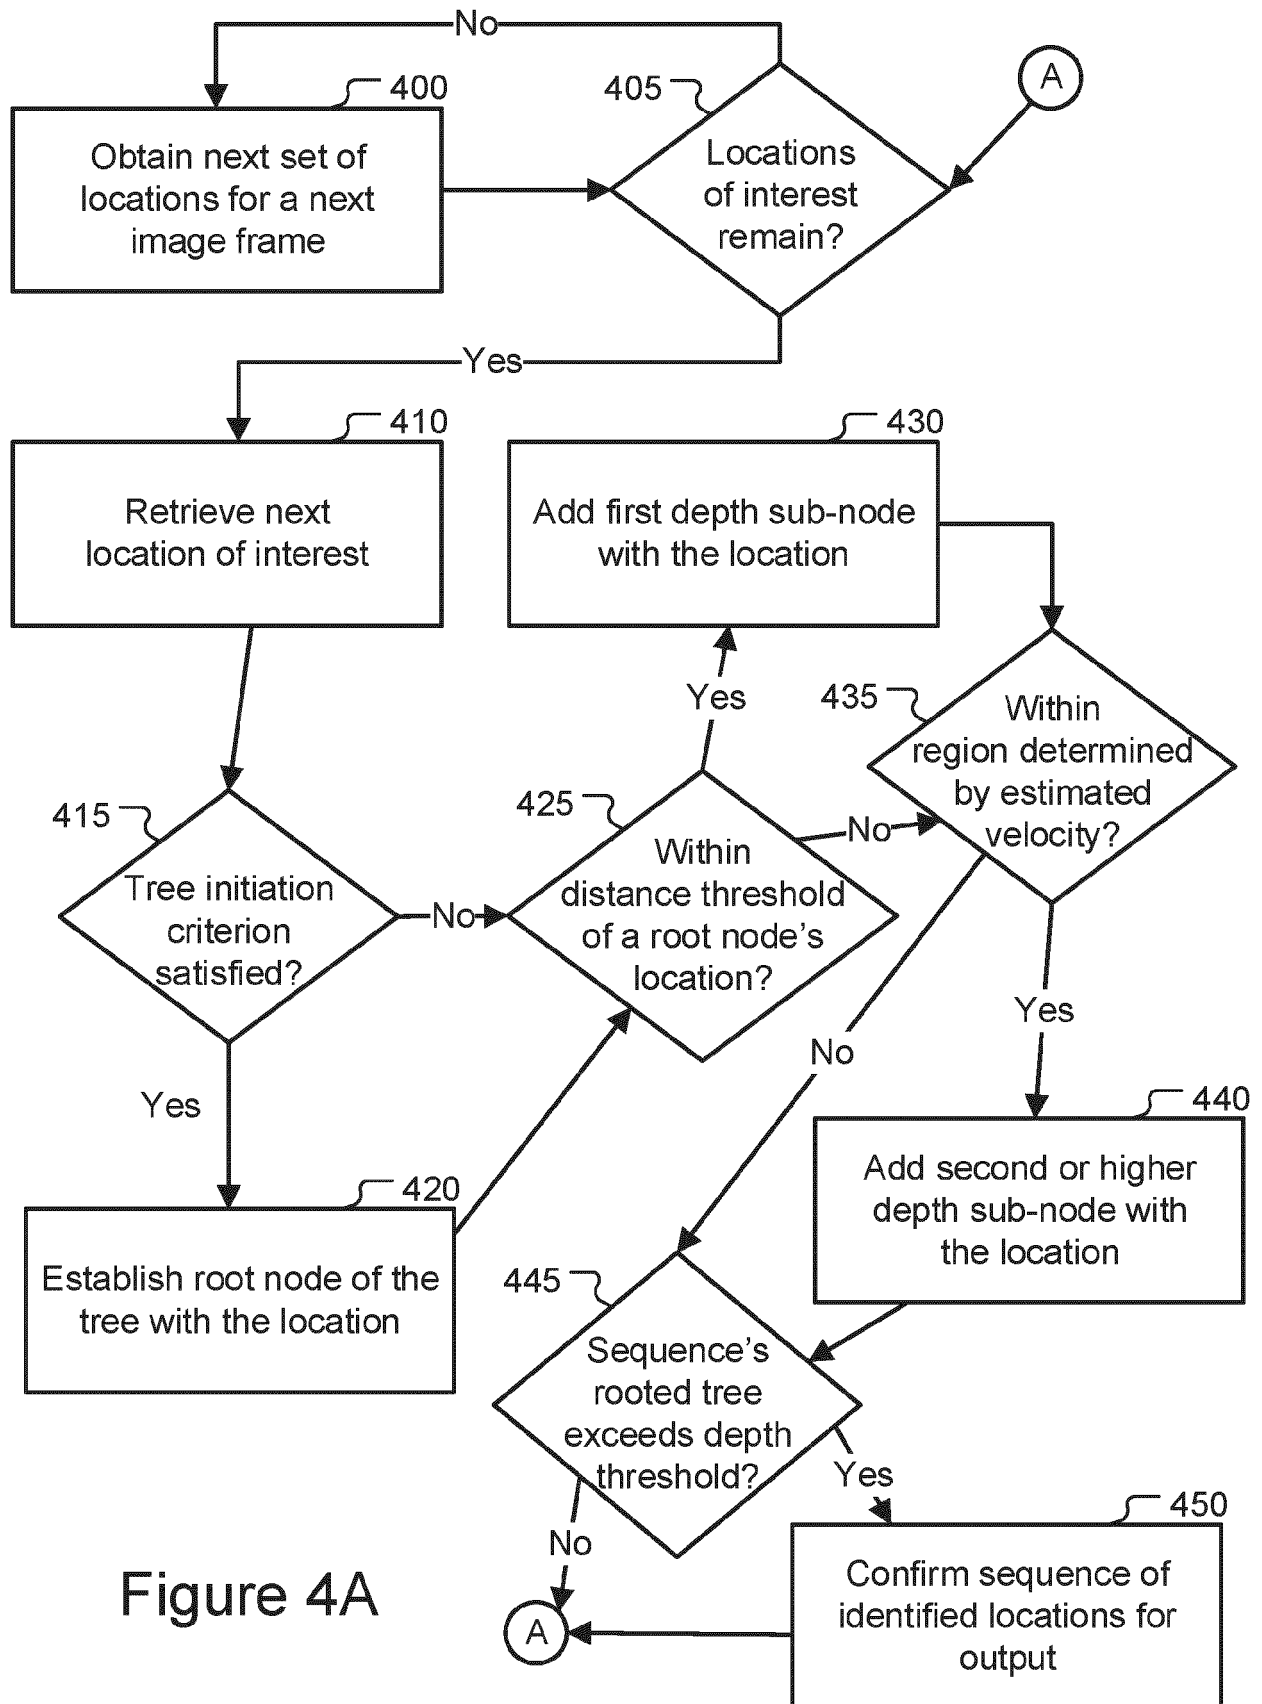 No
400
405
A
Obtain next set of
locations for a next
image frame
Locations
of interest
remain?
Yes
410
430
Retrieve next
location of interest
Add first depth sub-node
with the location
Yes
435
Within
region determined
by estimated
velocity?
415
425
Tree initiation
criterion
satisfied?
No
Within
distance threshold
of a root node's
location?
No
Yes
No
Yes
420
440
Establish root node of the
tree with the location
Add second or higher
depth sub-node with
the location
445
Sequence's
rooted tree
exceeds depth
threshold?
Yes
No
450
Confirm sequence of
identified locations for
output
A
Figure 4A